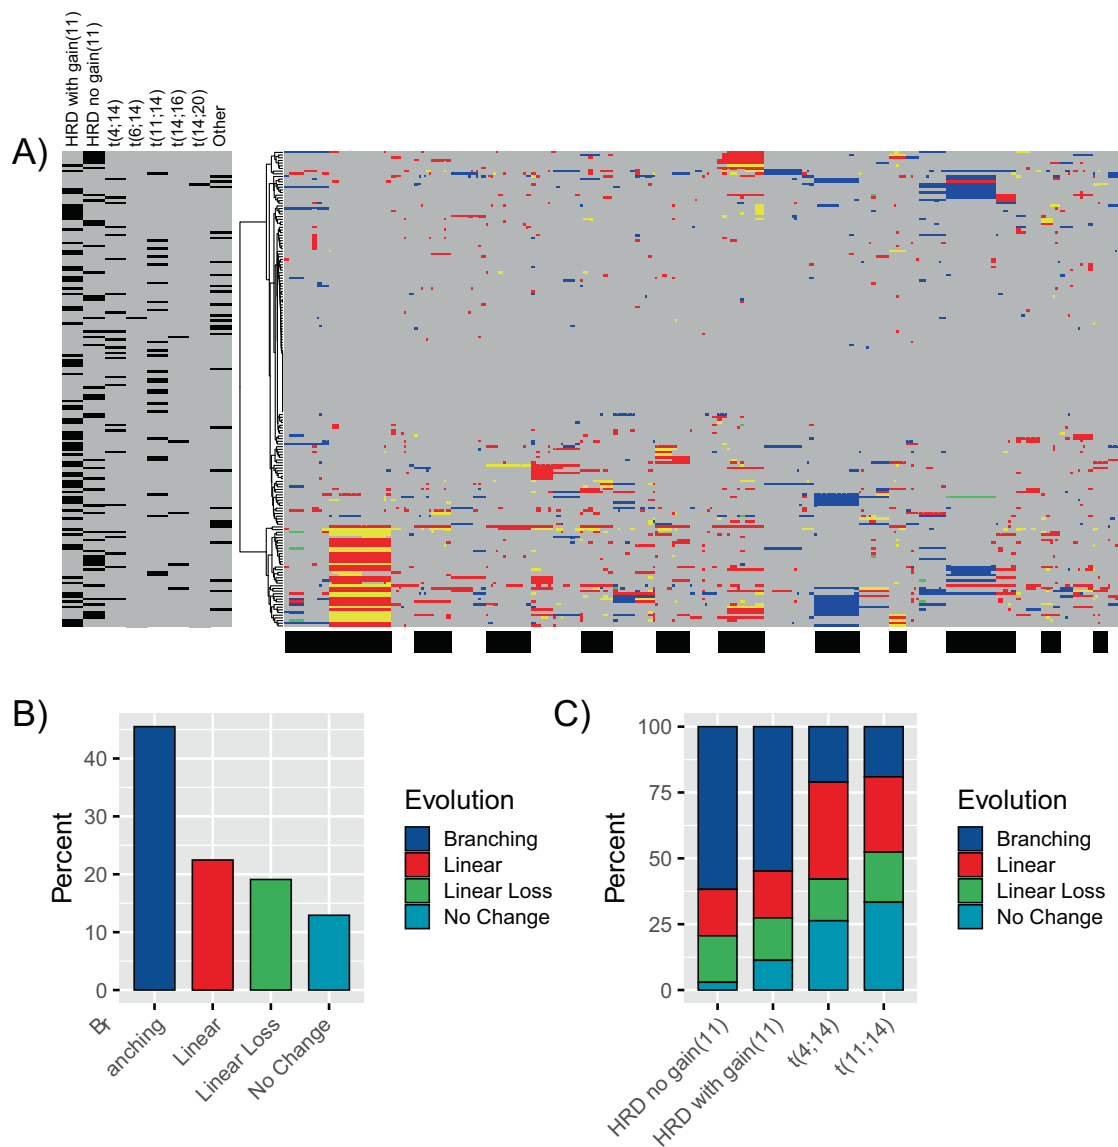 A)
HRD with gain(11)
HRD no gain(11)
t(4;14)
t(6;14)
t(11;14)
t(14;16)
t(14;20)
Other
B)
Percent
40
30
20
10
0
Br
anching
Linear
Linear Loss
No Change
Evolution
Branching
Linear
Linear Loss
No Change
C)
Percent
100
75
50
25
0
HRD no gain(11)
HRD with gain(11)
t(4;14)
t(11;14)
Evolution
Branching
Linear
Linear Loss
No Change